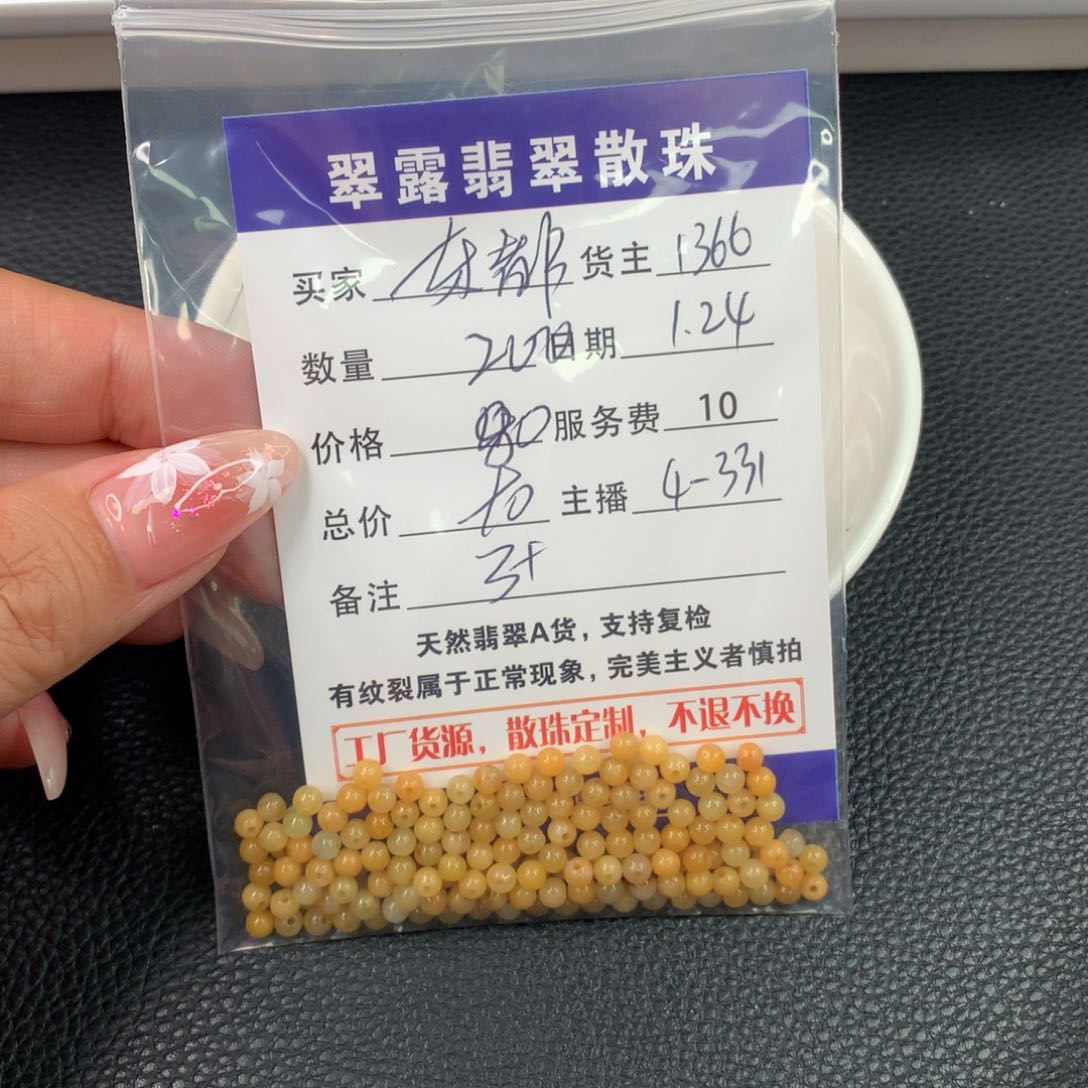 翠露翡翠散珠
买家 货主 1366
数量 日期 1.24
价格 服务费 10
总价 主播 4-331
备注 3+
天然翡翠A货，支持复检
有纹裂属于正常现象，完美主义者慎拍
工厂货源，散珠定制，不退不换